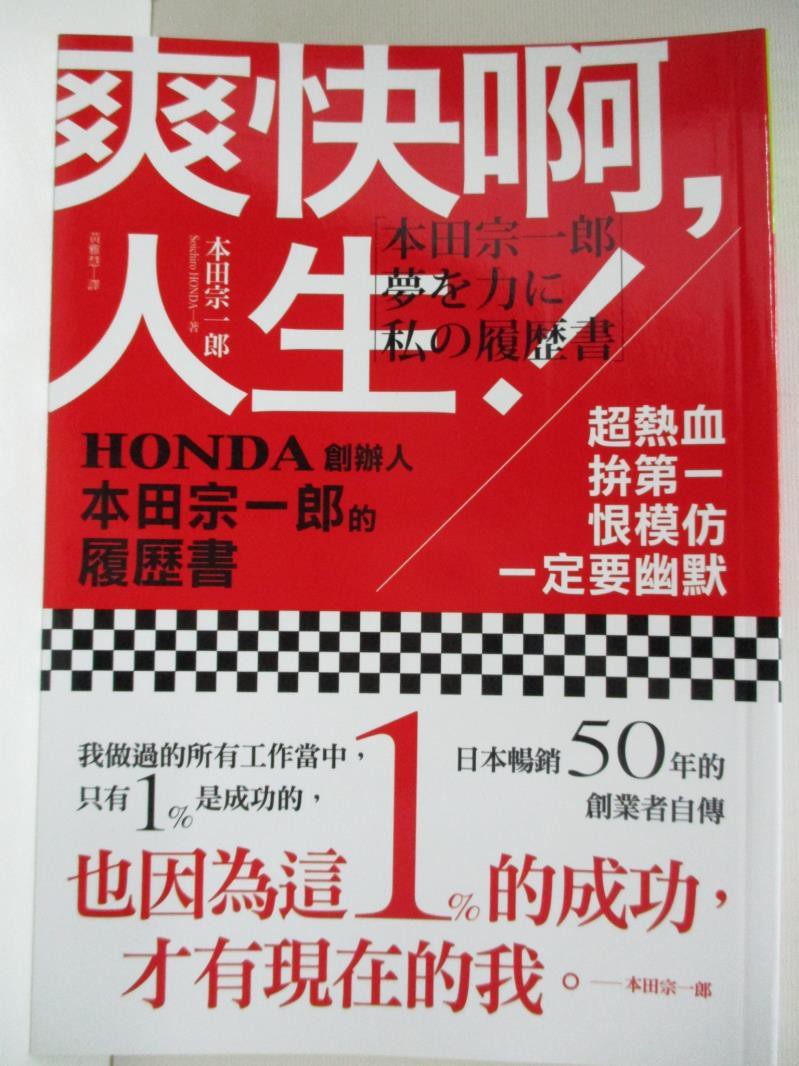 爽快啊,
人生!
「本田宗一郎
夢を力に
私の履歴書」
本田宗一郎
Soichiro HONDA—著
黃雅慧—譯
HONDA 創辦人
本田宗一郎的
履歷書
超熱血
拚第一
恨模仿
一定要幽默
我做過的所有工作當中,
只有1%是成功的,
日本暢銷50年的
創業者自傳
也因為這1%的成功,
才有現在的我。——本田宗一郎